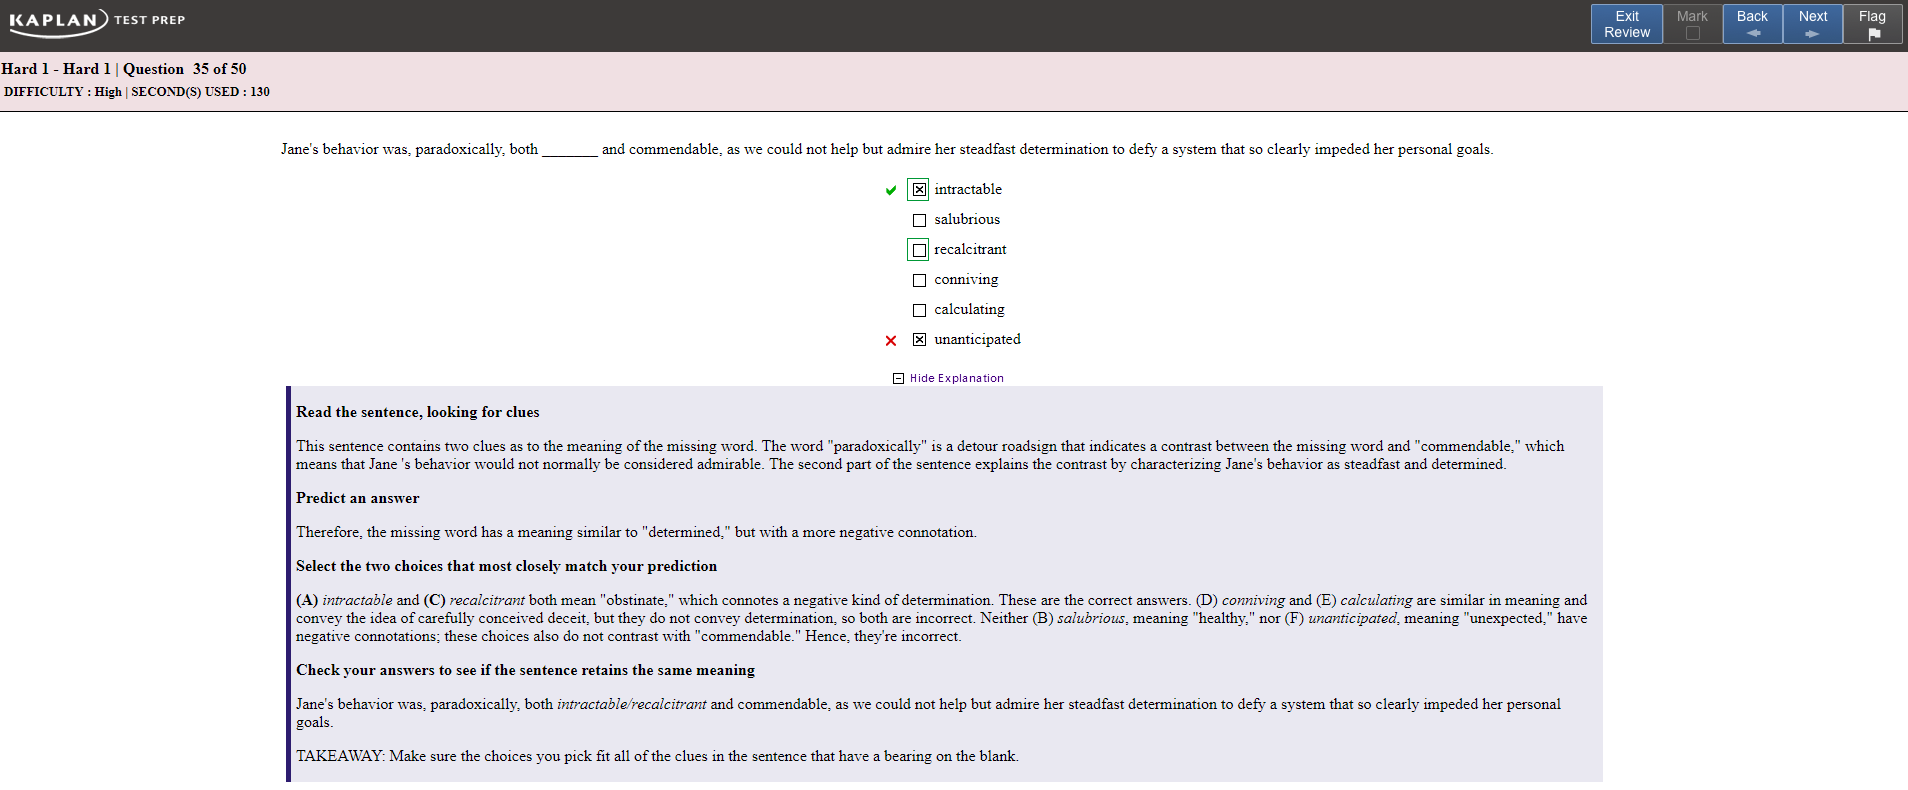 KAPLAN TEST PREP
Exit Review
Mark
Back
Next
Flag
Hard 1 - Hard 1 | Question 35 of 50
DIFFICULTY : High | SECOND(S) USED : 130
Jane's behavior was, paradoxically, both _______ and commendable, as we could not help but admire her steadfast determination to defy a system that so clearly impeded her personal goals.
intractable
salubrious
recalcitrant
conniving
calculating
unanticipated
Hide Explanation
Read the sentence, looking for clues
This sentence contains two clues as to the meaning of the missing word. The word "paradoxically" is a detour roadsign that indicates a contrast between the missing word and "commendable," which
means that Jane 's behavior would not normally be considered admirable. The second part of the sentence explains the contrast by characterizing Jane's behavior as steadfast and determined.
Predict an answer
Therefore, the missing word has a meaning similar to "determined," but with a more negative connotation.
Select the two choices that most closely match your prediction
(A) intractable and (C) recalcitrant both mean "obstinate," which connotes a negative kind of determination. These are the correct answers. (D) conniving and (E) calculating are similar in meaning and
convey the idea of carefully conceived deceit, but they do not convey determination, so both are incorrect. Neither (B) salubrious, meaning "healthy," nor (F) unanticipated, meaning "unexpected," have
negative connotations; these choices also do not contrast with "commendable." Hence, they're incorrect.
Check your answers to see if the sentence retains the same meaning
Jane's behavior was, paradoxically, both intractable/recalcitrant and commendable, as we could not help but admire her steadfast determination to defy a system that so clearly impeded her personal
goals.
TAKEAWAY: Make sure the choices you pick fit all of the clues in the sentence that have a bearing on the blank.